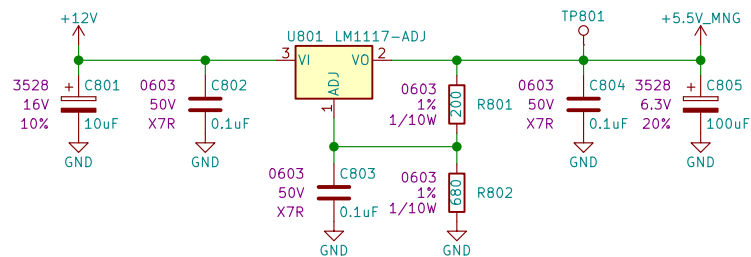 +12V
TP801
+5.5V_MNG
U801 LM1117-ADJ
3 VI VO 2
ADJ
1
3528
16V
10%
+
C801
10uF
GND
0603
50V
X7R
C802
0.1uF
GND
0603
1%
1/10W
200
R801
0603
50V
X7R
C804
0.1uF
GND
3528
6.3V
20%
+
C805
100uF
GND
0603
50V
X7R
C803
0.1uF
GND
0603
1%
1/10W
680
R802
GND